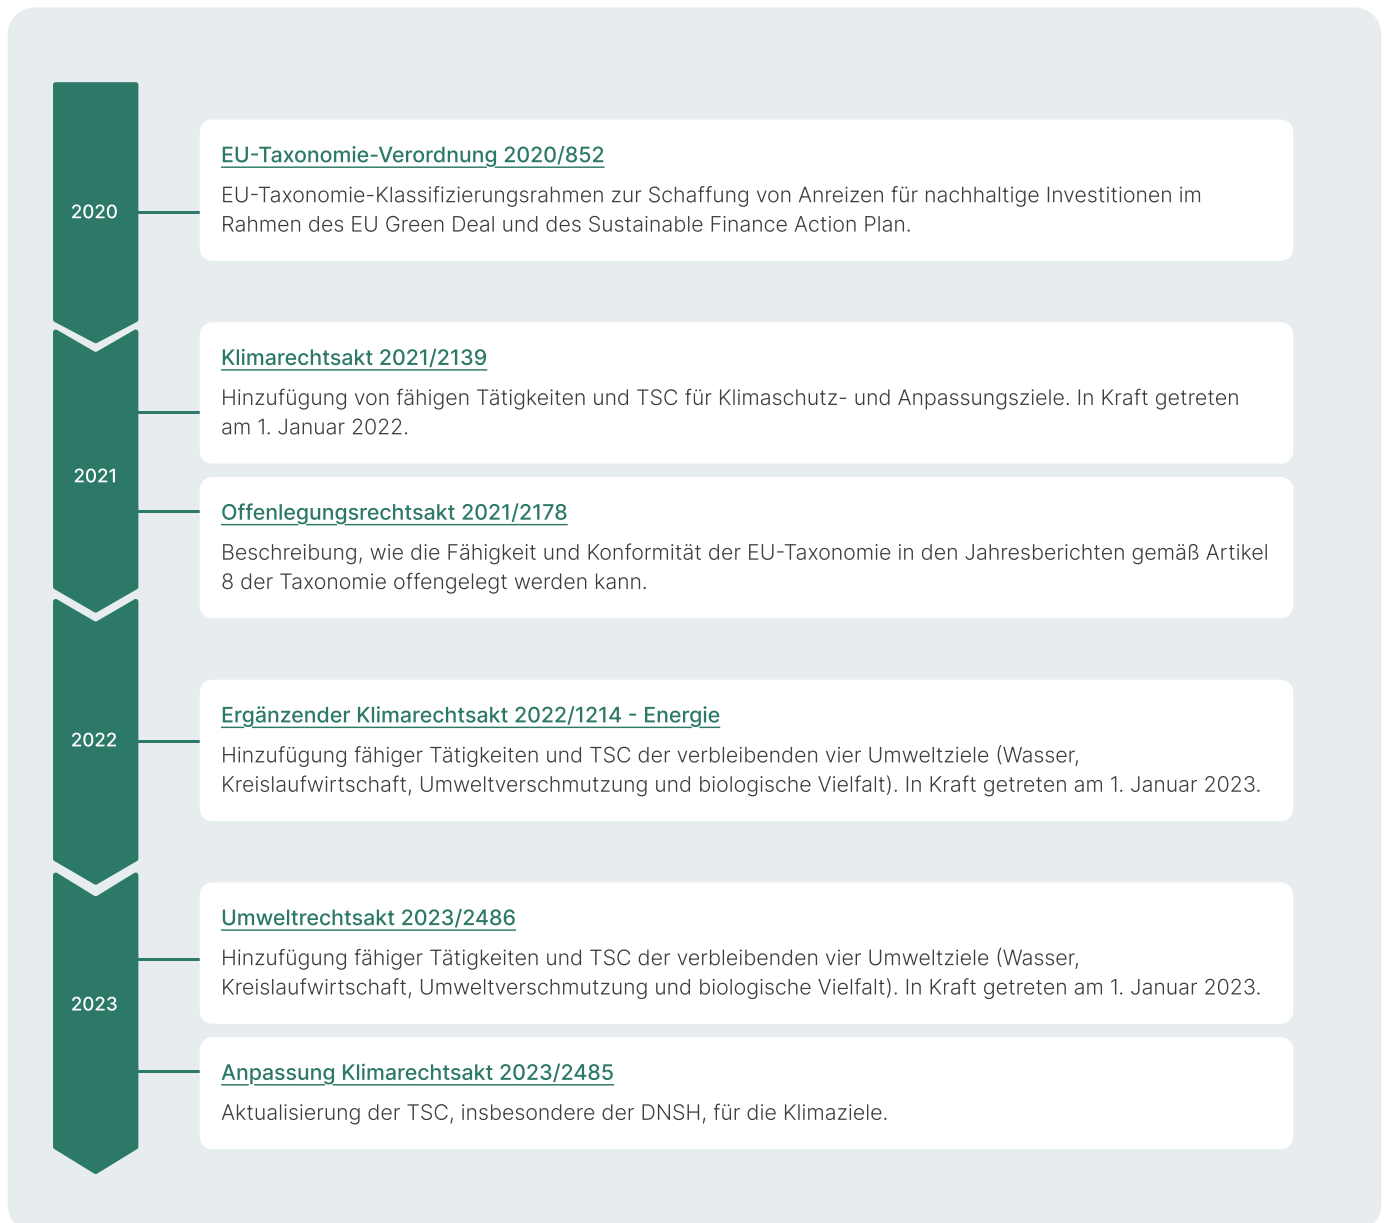 2020
EU-Taxonomie-Verordnung 2020/852
EU-Taxonomie-Klassifizierungsrahmen zur Schaffung von Anreizen für nachhaltige Investitionen im
Rahmen des EU Green Deal und des Sustainable Finance Action Plan.
2021
Klimarechtsakt 2021/2139
Hinzufügung von fähigen Tätigkeiten und TSC für Klimaschutz- und Anpassungsziele. In Kraft getreten
am 1. Januar 2022.
Offenlegungsrechtsakt 2021/2178
Beschreibung, wie die Fähigkeit und Konformität der EU-Taxonomie in den Jahresberichten gemäß Artikel
8 der Taxonomie offengelegt werden kann.
2022
Ergänzender Klimarechtsakt 2022/1214 - Energie
Hinzufügung fähiger Tätigkeiten und TSC der verbleibenden vier Umweltziele (Wasser,
Kreislaufwirtschaft, Umweltverschmutzung und biologische Vielfalt). In Kraft getreten am 1. Januar 2023.
2023
Umweltrechtsakt 2023/2486
Hinzufügung fähiger Tätigkeiten und TSC der verbleibenden vier Umweltziele (Wasser,
Kreislaufwirtschaft, Umweltverschmutzung und biologische Vielfalt). In Kraft getreten am 1. Januar 2023.
Anpassung Klimarechtsakt 2023/2485
Aktualisierung der TSC, insbesondere der DNSH, für die Klimaziele.